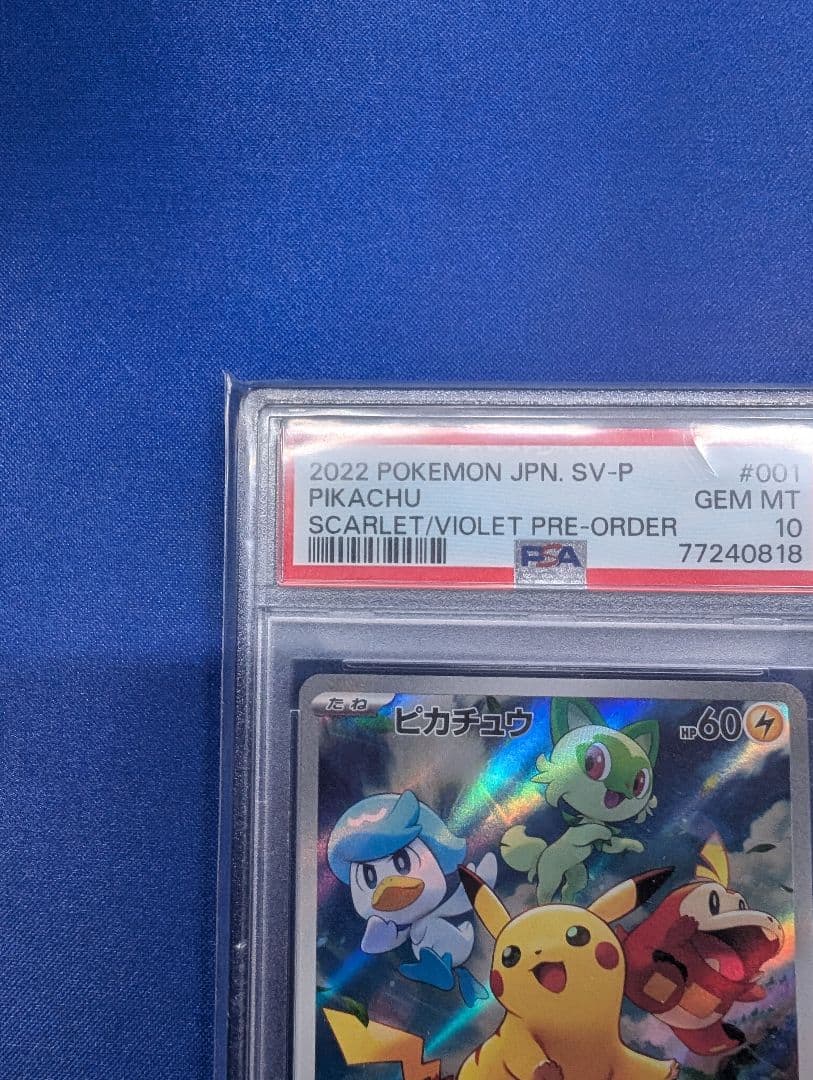 2022 POKEMON JPN. SV-P #001
PIKACHU GEM MT
SCARLET/VIOLET PRE-ORDER 10
PSA 77240818
たね ピカチュウ HP60